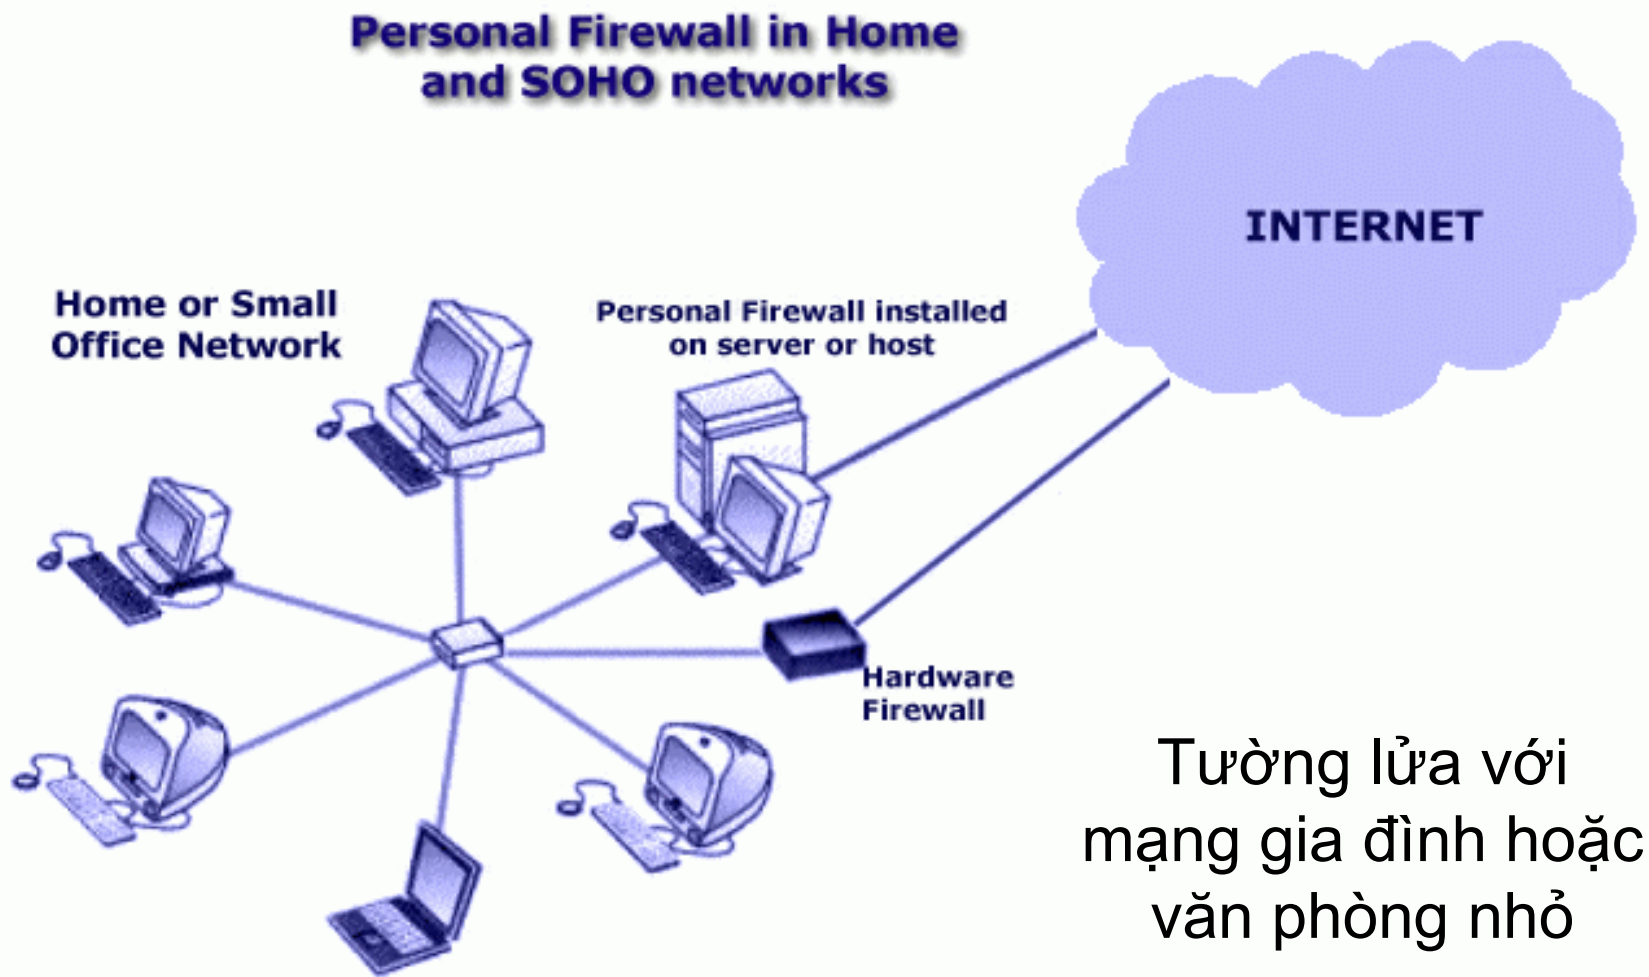 Personal Firewall in Home
and SOHO networks
INTERNET
Home or Small
Office Network
Personal Firewall installed
on server or host
Hardware
Firewall
Tường lửa với
mạng gia đình hoặc
văn phòng nhỏ